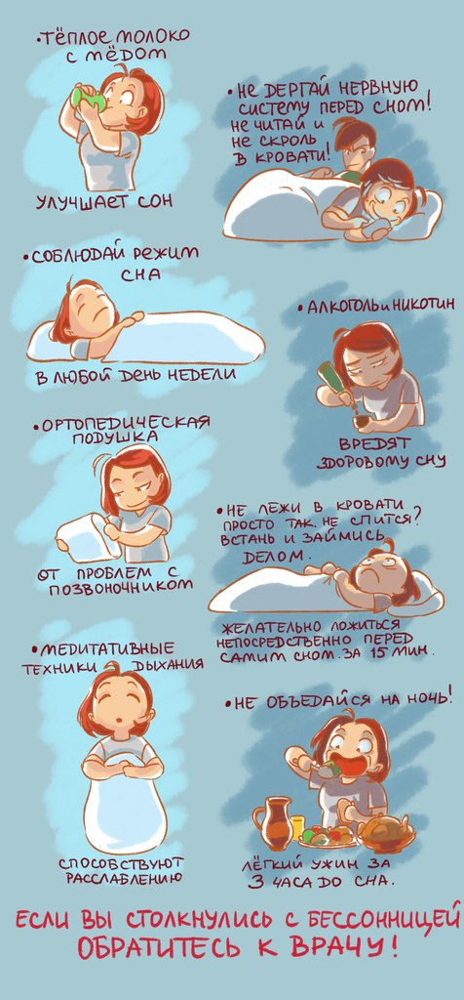 •ТЁПЛОЕ МОЛОКО
С МЁДОМ
УЛУЧШАЕТ СОН
•НЕ ДЕРГАЙ НЕРВНУЮ
СИСТЕМУ ПЕРЕД СНОМ!
НЕ ЧИТАЙ И
НЕ СКРОЛЬ
В КРОВАТИ!
•СОБЛЮДАЙ РЕЖИМ
СНА
В ЛЮБОЙ ДЕНЬ НЕДЕЛИ
•АЛКОГОЛЬ И НИКОТИН
ВРЕДЯТ
ЗДОРОВОМУ СНУ
•ОРТОПЕДИЧЕСКАЯ
ПОДУШКА
ОТ ПРОБЛЕМ С
ПОЗВОНОЧНИКОМ
•НЕ ЛЕЖИ В КРОВАТИ
ПРОСТО ТАК. НЕ СПИТСЯ?
ВСТАНЬ И ЗАЙМИСЬ
ДЕЛОМ.
ЖЕЛАТЕЛЬНО ЛОЖИТЬСЯ
НЕПОСРЕДСТВЕННО ПЕРЕД
САМИМ СНОМ. ЗА 15 МИН.
•МЕДИТАТИВНЫЕ
ТЕХНИКИ ДЫХАНИЯ
СПОСОБСТВУЮТ
РАССЛАБЛЕНИЮ
•НЕ ОБЪЕДАЙСЯ НА НОЧЬ!
ЛЁГКИЙ УЖИН ЗА
3 ЧАСА ДО СНА.
ЕСЛИ ВЫ СТОЛКНУЛИСЬ С БЕССОННИЦЕЙ
ОБРАТИТЕСЬ К ВРАЧУ!